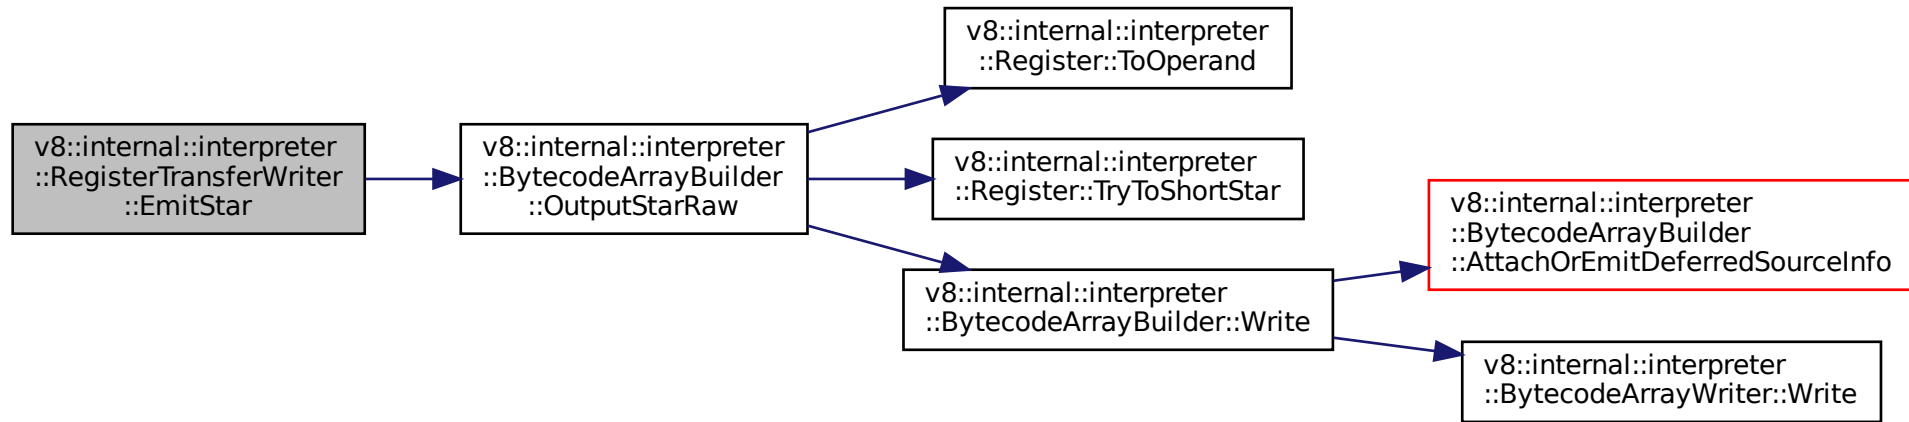 v8::internal::interpreter
::RegisterTransferWriter
::EmitStar
v8::internal::interpreter
::BytecodeArrayBuilder
::OutputStarRaw
v8::internal::interpreter
::Register::ToOperand
v8::internal::interpreter
::Register::TryToShortStar
v8::internal::interpreter
::BytecodeArrayBuilder::Write
v8::internal::interpreter
::BytecodeArrayBuilder
::AttachOrEmitDeferredSourceInfo
v8::internal::interpreter
::BytecodeArrayWriter::Write